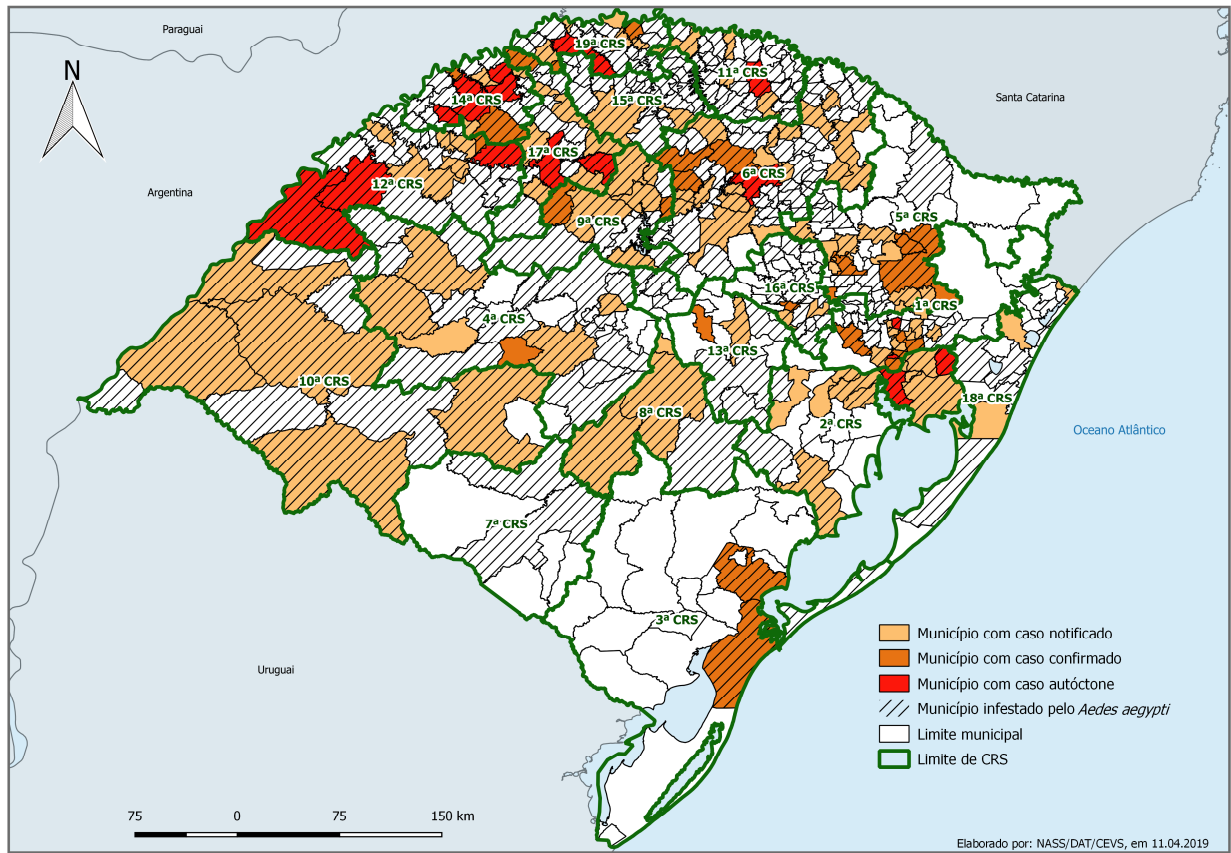 Paraguai
N
19ª CRS
11ª CRS
14ª CRS
15ª CRS
Santa Catarina
17ª CRS
6ª CRS
12ª CRS
Argentina
5ª CRS
9ª CRS
16ª CRS
1ª CRS
4ª CRS
13ª CRS
10ª CRS
18ª CRS
8ª CRS
2ª CRS
Oceano Atlântico
7ª CRS
3ª CRS
Uruguai
Município com caso notificado
Município com caso confirmado
Município com caso autóctone
Município infestado pelo Aedes aegypti
Limite municipal
Limite de CRS
75 0 75 150 km
Elaborado por: NASS/DAT/CEVS, em 11.04.2019